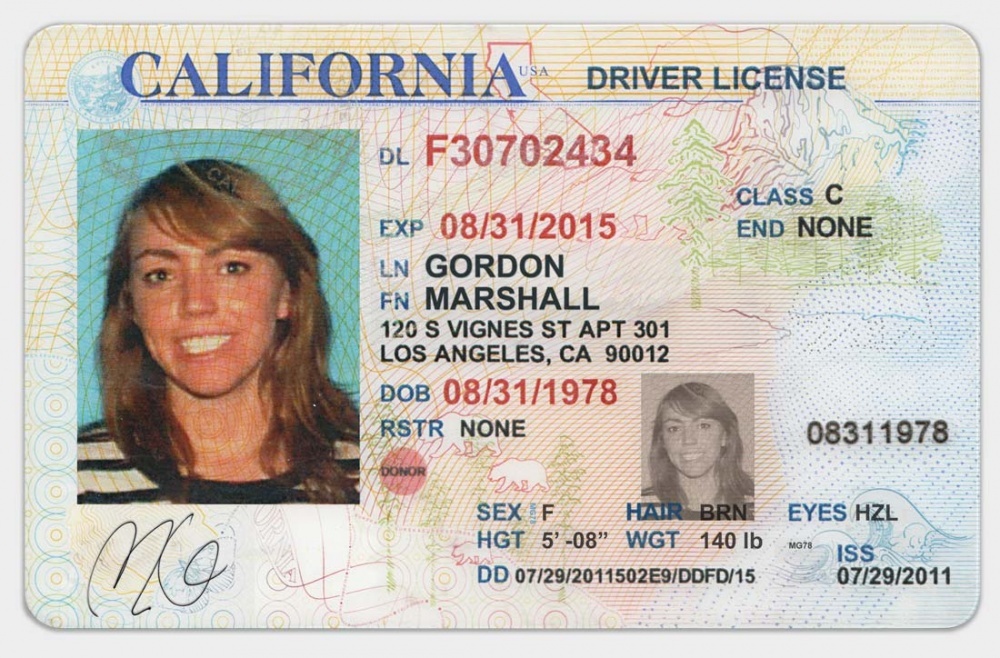 CALIFORNIA USA DRIVER LICENSE
DL F30702434
CLASS C
EXP 08/31/2015
END NONE
LN GORDON
FN MARSHALL
120 S VIGNES ST APT 301
LOS ANGELES, CA 90012
DOB 08/31/1978
RSTR NONE
08311978
DONOR
SEX F HAIR BRN EYES HZL
HGT 5' -08” WGT 140 lb MG78 ISS
DD 07/29/2011502E9/DDFD/15 07/29/2011